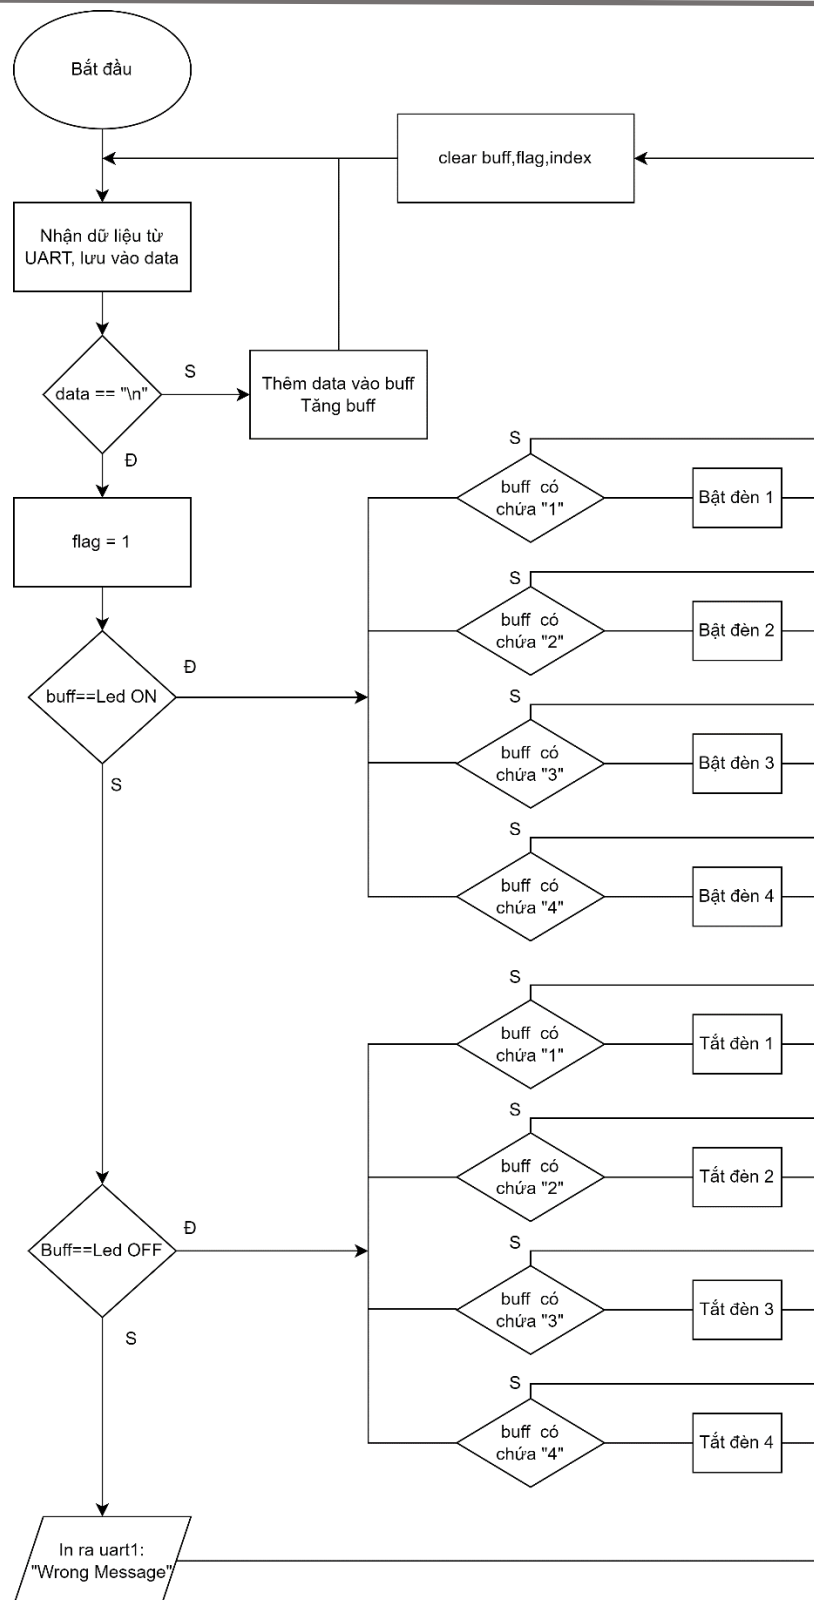 Bắt đầu
clear buff,flag,index
Nhận dữ liệu từ
UART, lưu vào data
data == "\n"
S
Thêm data vào buff
Tăng buff
Đ
flag = 1
buff==Led ON
Đ
S
S
buff có
chứa "1"
Bật đèn 1
S
buff có
chứa "2"
Bật đèn 2
S
buff có
chứa "3"
Bật đèn 3
S
buff có
chứa "4"
Bật đèn 4
Buff==Led OFF
Đ
S
S
buff có
chứa "1"
Tắt đèn 1
S
buff có
chứa "2"
Tắt đèn 2
S
buff có
chứa "3"
Tắt đèn 3
S
buff có
chứa "4"
Tắt đèn 4
In ra uart1:
"Wrong Message"